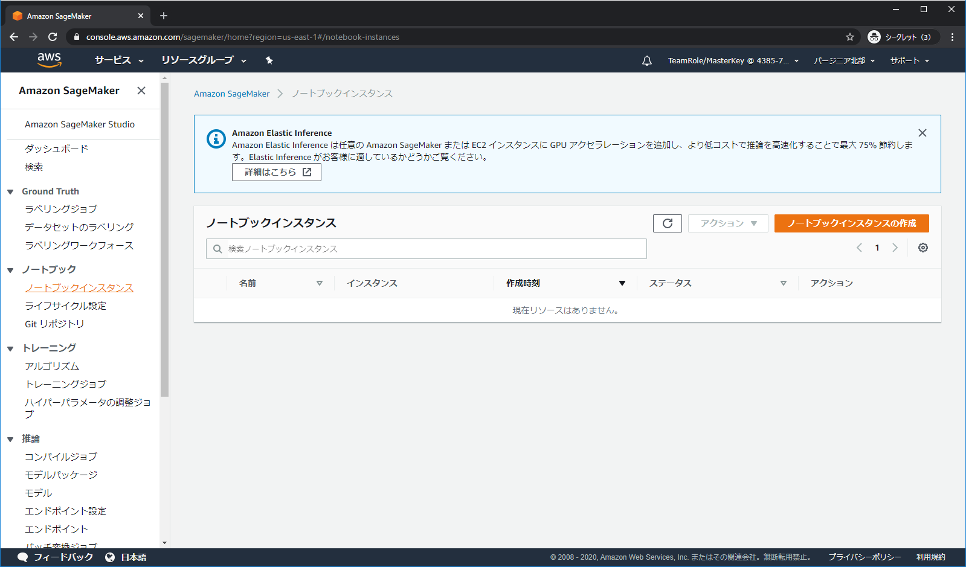 Amazon SageMaker
console.aws.amazon.com/sagemaker/home?region=us-east-1#/notebook-instances
シークレット (3)
aws
サービス
リソースグループ
TeamRole/MasterKey @ 4385-7...
バージニア北部
サポート
Amazon SageMaker
Amazon SageMaker Studio
ダッシュボード
検索
Ground Truth
ラベリングジョブ
データセットのラベリング
ラベリングワークフォース
ノートブック
ノートブックインスタンス
ライフサイクル設定
Git リポジトリ
トレーニング
アルゴリズム
トレーニングジョブ
ハイパーパラメータの調整ジョ
ブ
推論
コンパイルジョブ
モデルパッケージ
モデル
エンドポイント設定
エンドポイント
バッチ変換ジョブ
Amazon SageMaker
ノートブックインスタンス
Amazon Elastic Inference
Amazon Elastic Inference は任意の Amazon SageMaker または EC2 インスタンスに GPU アクセラレーションを追加し、より低コストで推論を高速化することで最大 75% 節約しま
す。Elastic Inference がお客様に適しているかどうかご覧ください。
詳細はこちら
ノートブックインスタンス
アクション
ノートブックインスタンスの作成
検索ノートブックインスタンス
1
名前
インスタンス
作成時刻
ステータス
アクション
現在リソースはありません。
フィードバック
日本語
© 2008 - 2020, Amazon Web Services, Inc. またはその関連会社。無断転用禁止。
プライバシーポリシー
利用規約